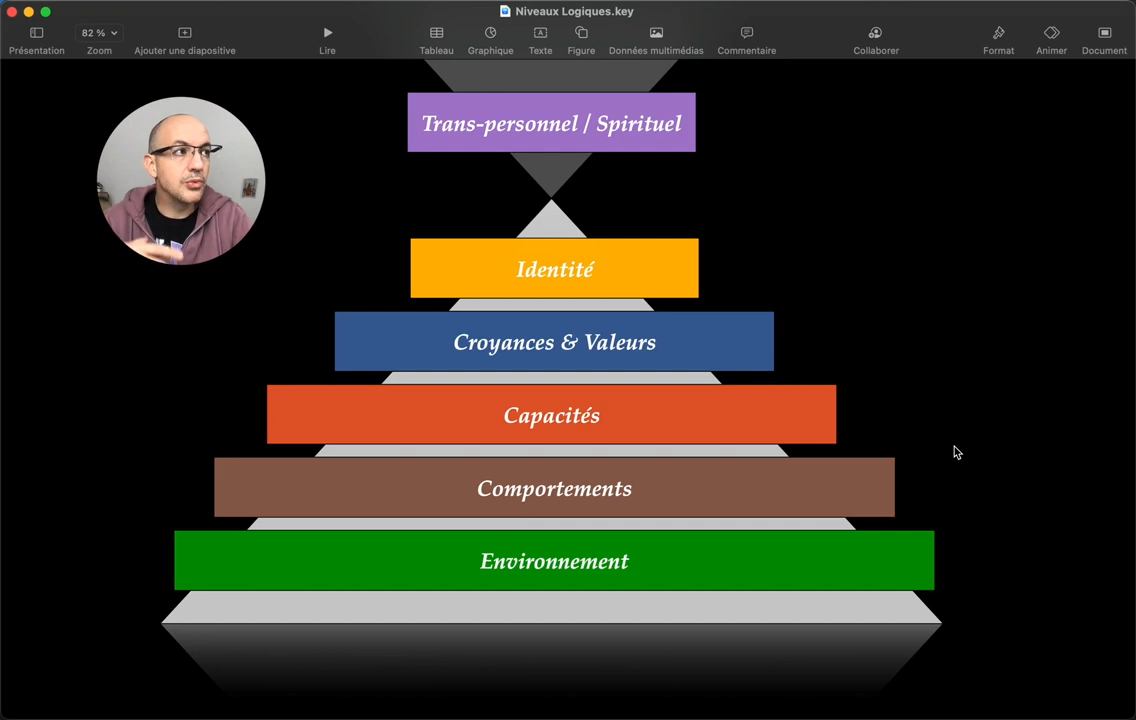 Niveaux Logiques.key
82 %
Présentation
Zoom
Ajouter une diapositive
Lire
Tableau
Graphique
Texte
Figure
Données multimédias
Commentaire
Collaborer
Format
Animer
Document
Trans-personnel / Spirituel
Identité
Croyances & Valeurs
Capacités
Comportements
Environnement